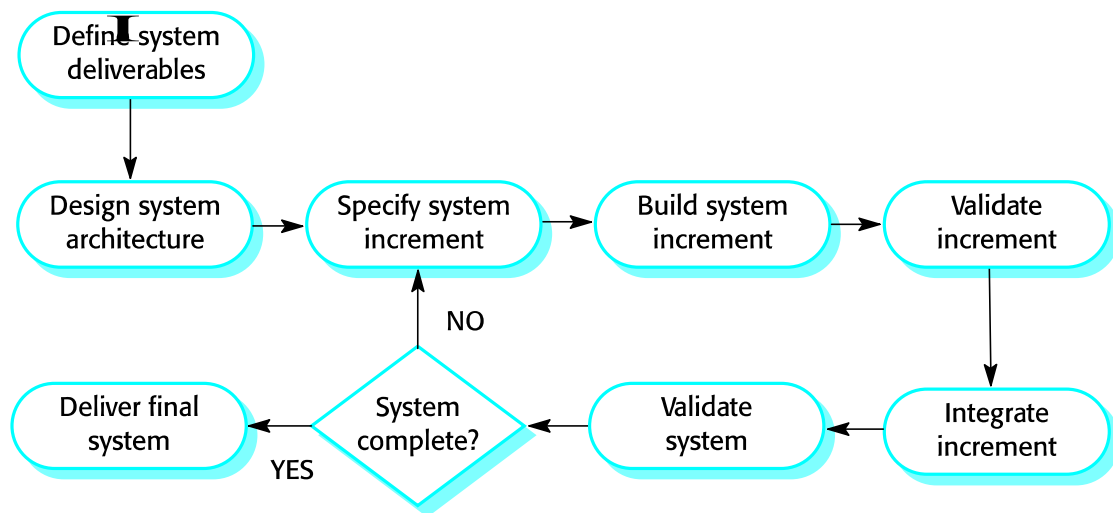 Define system
deliverables
Design system
architecture
Specify system
increment
Build system
increment
Validate
increment
NO
Deliver final
system
System
complete?
Validate
system
Integrate
increment
YES